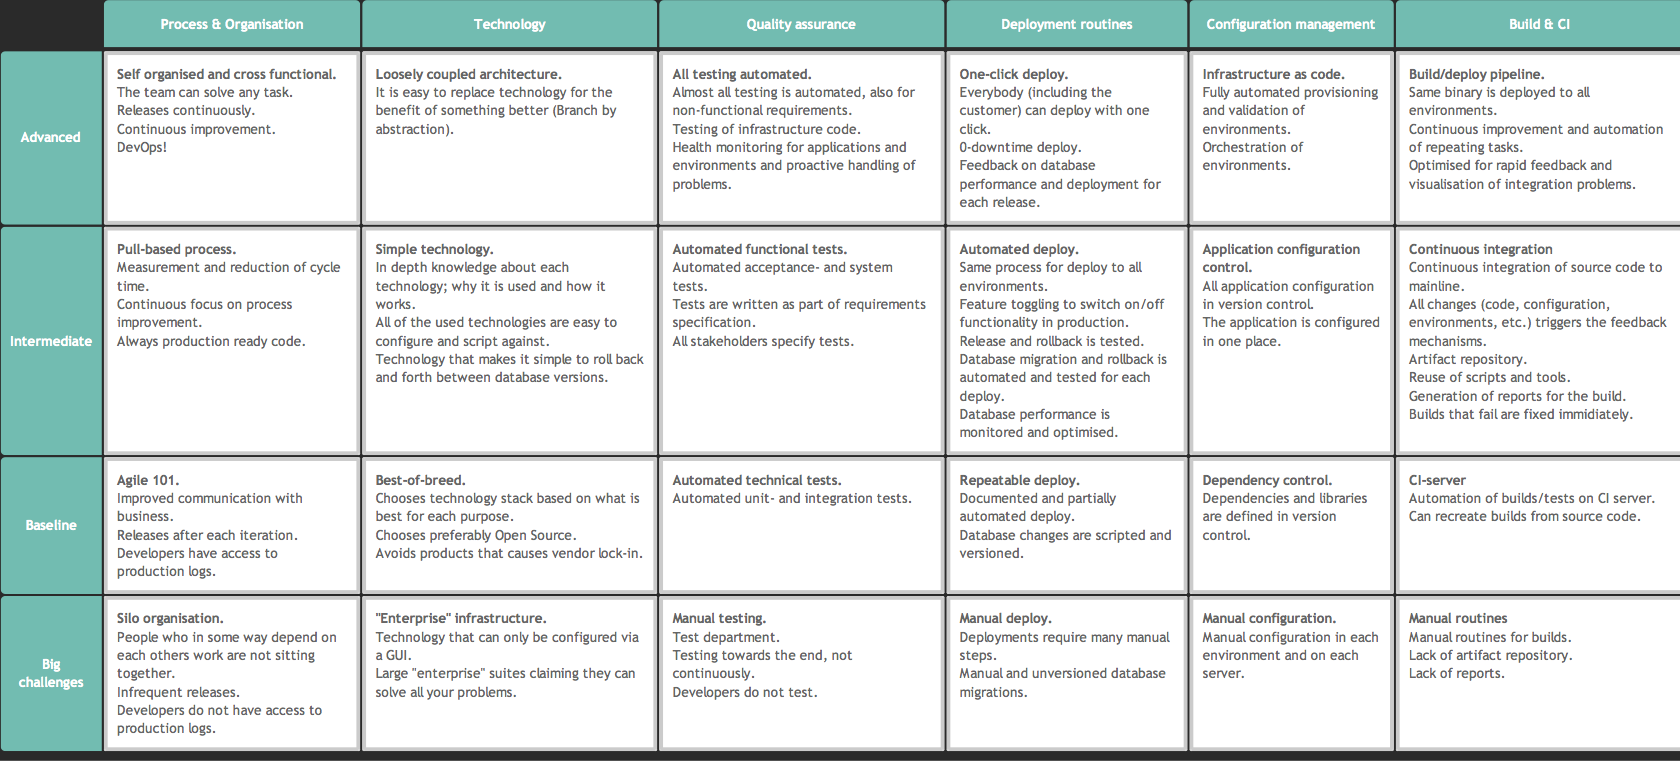 Process & Organisation
Technology
Quality assurance
Deployment routines
Configuration management
Build & CI
Advanced
Self organised and cross functional.
The team can solve any task.
Releases continuously.
Continuous improvement.
DevOps!
Loosely coupled architecture.
It is easy to replace technology for the
benefit of something better (Branch by
abstraction).
All testing automated.
Almost all testing is automated, also for
non-functional requirements.
Testing of infrastructure code.
Health monitoring for applications and
environments and proactive handling of
problems.
One-click deploy.
Everybody (including the
customer) can deploy with one
click.
0-downtime deploy.
Feedback on database
performance and deployment for
each release.
Infrastructure as code.
Fully automated provisioning
and validation of
environments.
Orchestration of
environments.
Build/deploy pipeline.
Same binary is deployed to all
environments.
Continuous improvement and automation
of repeating tasks.
Optimised for rapid feedback and
visualisation of integration problems.
Intermediate
Pull-based process.
Measurement and reduction of cycle
time.
Continuous focus on process
improvement.
Always production ready code.
Simple technology.
In depth knowledge about each
technology; why it is used and how it
works.
All of the used technologies are easy to
configure and script against.
Technology that makes it simple to roll back
and forth between database versions.
Automated functional tests.
Automated acceptance- and system
tests.
Tests are written as part of requirements
specification.
All stakeholders specify tests.
Automated deploy.
Same process for deploy to all
environments.
Feature toggling to switch on/off
functionality in production.
Release and rollback is tested.
Database migration and rollback is
automated and tested for each
deploy.
Database performance is
monitored and optimised.
Application configuration
control.
All application configuration
in version control.
The application is configured
in one place.
Continuous integration
Continuous integration of source code to
mainline.
All changes (code, configuration,
environments, etc.) triggers the feedback
mechanisms.
Artifact repository.
Reuse of scripts and tools.
Generation of reports for the build.
Builds that fail are fixed immidiately.
Baseline
Agile 101.
Improved communication with
business.
Releases after each iteration.
Developers have access to
production logs.
Best-of-breed.
Chooses technology stack based on what is
best for each purpose.
Chooses preferably Open Source.
Avoids products that causes vendor lock-in.
Automated technical tests.
Automated unit- and integration tests.
Repeatable deploy.
Documented and partially
automated deploy.
Database changes are scripted and
versioned.
Dependency control.
Dependencies and libraries
are defined in version
control.
CI-server
Automation of builds/tests on CI server.
Can recreate builds from source code.
Big
challenges
Silo organisation.
People who in some way depend on
each others work are not sitting
together.
Infrequent releases.
Developers do not have access to
production logs.
"Enterprise" infrastructure.
Technology that can only be configured via
a GUI.
Large "enterprise" suites claiming they can
solve all your problems.
Manual testing.
Test department.
Testing towards the end, not
continuously.
Developers do not test.
Manual deploy.
Deployments require many manual
steps.
Manual and unversioned database
migrations.
Manual configuration.
Manual configuration in each
environment and on each
server.
Manual routines
Manual routines for builds.
Lack of artifact repository.
Lack of reports.